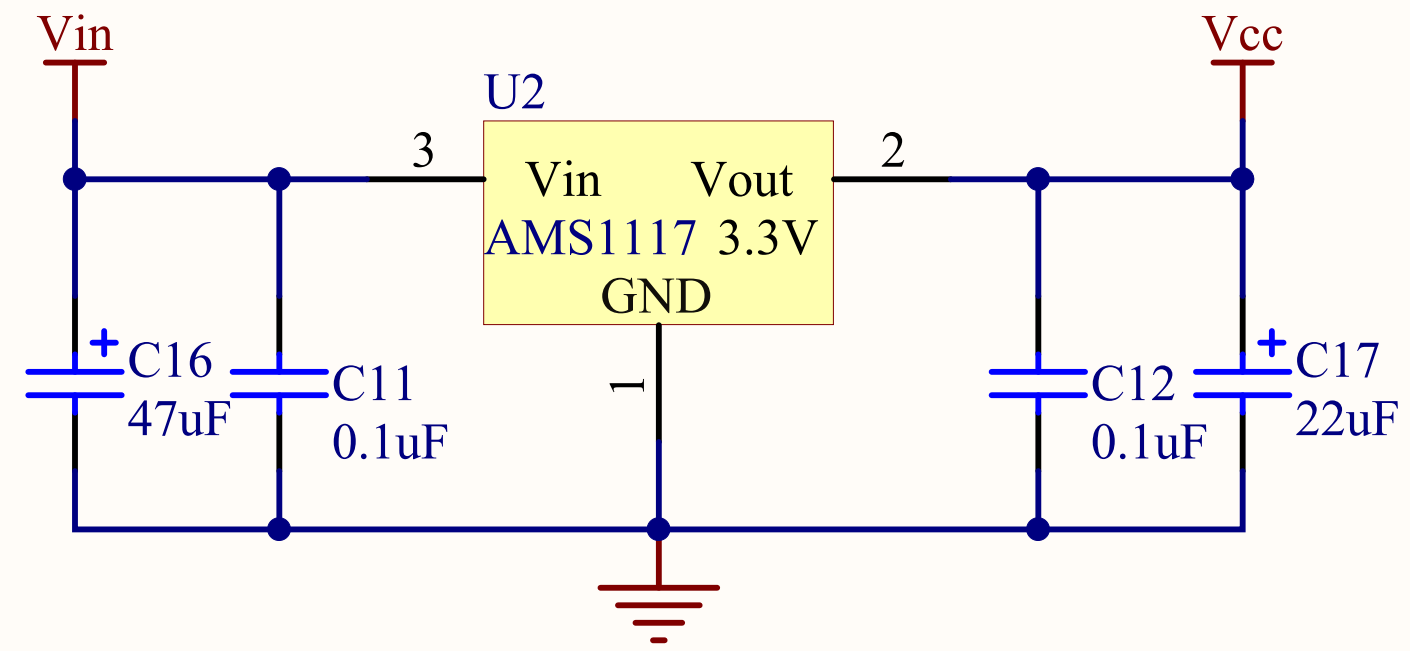 Vin
Vcc
U2
3
2
Vin Vout
AMS1117 3.3V
GND
1
+ C16
47uF
C11
0.1uF
C12
0.1uF
+ C17
22uF